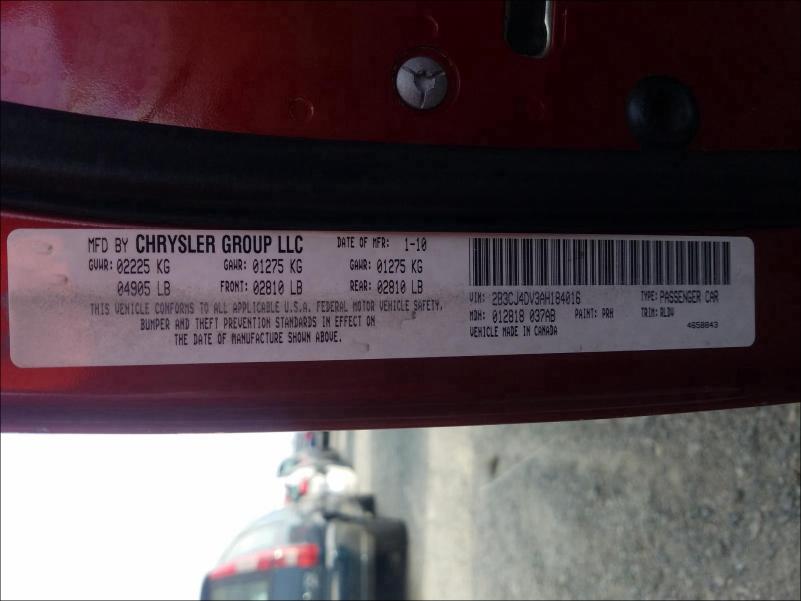 MFD BY CHRYSLER GROUP LLC DATE OF MFR: 1-10
GVWR: 02225 KG GAWR: 01275 KG GAWR: 01275 KG
04905 LB FRONT: 02810 LB REAR: 02810 LB
THIS VEHICLE CONFORMS TO ALL APPLICABLE U.S.A. FEDERAL MOTOR VEHICLE SAFETY,
BUMPER AND THEFT PREVENTION STANDARDS IN EFFECT ON
THE DATE OF MANUFACTURE SHOWN ABOVE.
VIN: 2B3CJ4DV3AH184016 TYPE: PASSENGER CAR
MDH: 012818 037AB PAINT: PRH TRIM: RLDV
VEHICLE MADE IN CANADA 4658843